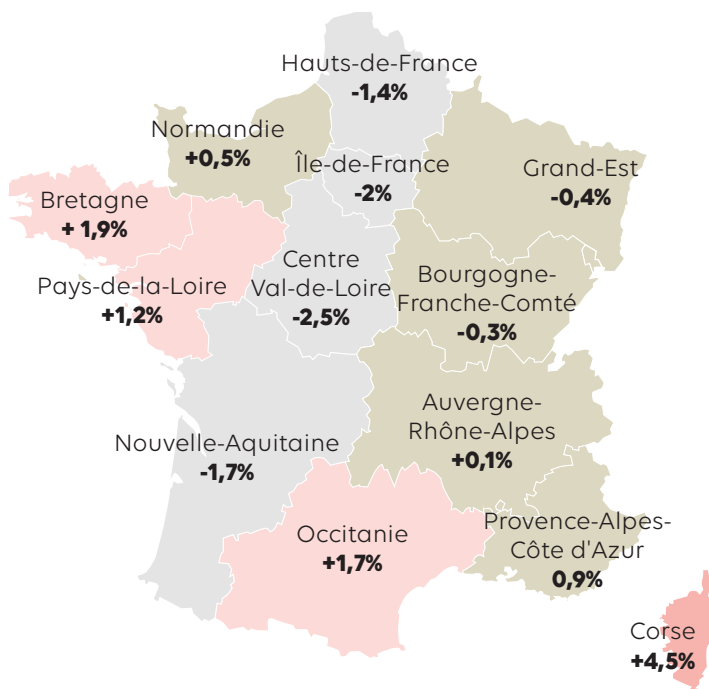 Hauts-de-France
-1,4%
Normandie
+0,5%
Île-de-France
-2%
Grand-Est
-0,4%
Bretagne
+ 1,9%
Pays-de-la-Loire
+1,2%
Centre
Val-de-Loire
-2,5%
Bourgogne-
Franche-Comté
-0,3%
Auvergne-
Rhône-Alpes
+0,1%
Nouvelle-Aquitaine
-1,7%
Occitanie
+1,7%
Provence-Alpes-
Côte d'Azur
0,9%
Corse
+4,5%